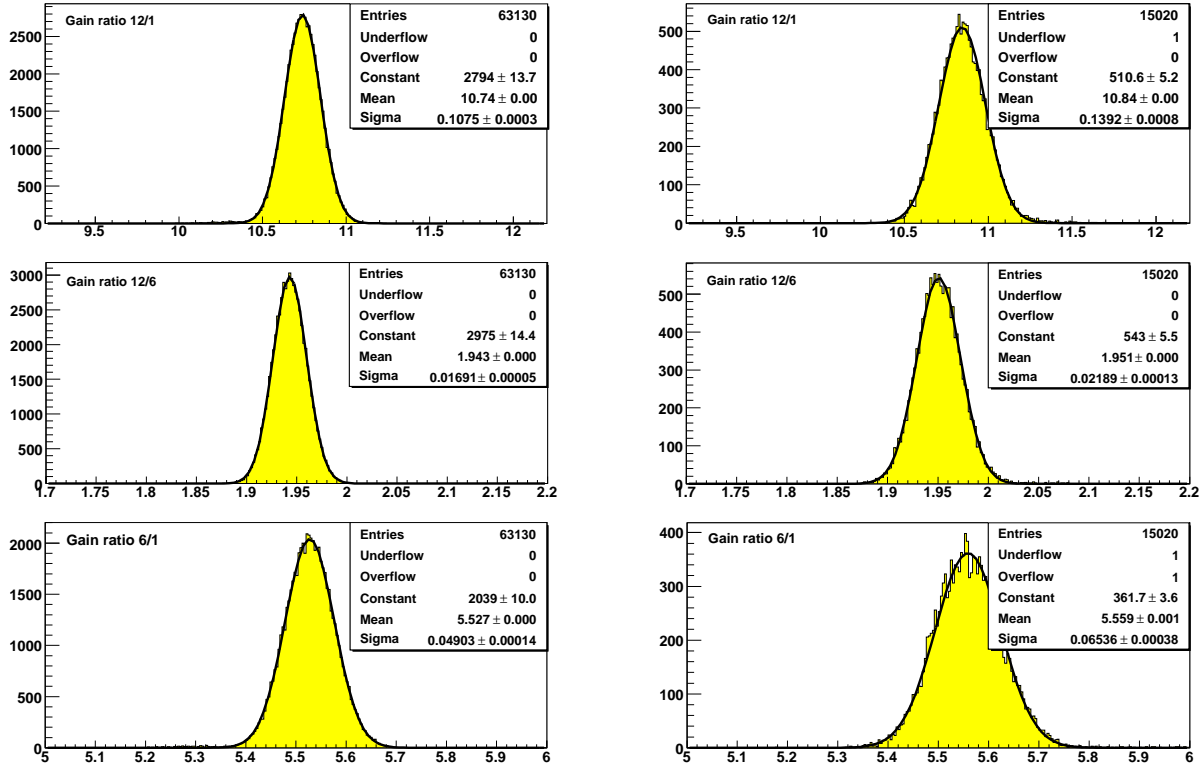 Gain ratio 12/1
Entries 63130
Underflow 0
Overflow 0
Constant 2794 ± 13.7
Mean 10.74 ± 0.00
Sigma 0.1075 ± 0.0003
2500
2000
1500
1000
500
0
9.5 10 10.5 11 11.5 12
Gain ratio 12/1
Entries 15020
Underflow 1
Overflow 0
Constant 510.6 ± 5.2
Mean 10.84 ± 0.00
Sigma 0.1392 ± 0.0008
500
400
300
200
100
0
9.5 10 10.5 11 11.5 12
Gain ratio 12/6
Entries 63130
Underflow 0
Overflow 0
Constant 2975 ± 14.4
Mean 1.943 ± 0.000
Sigma 0.01691 ± 0.00005
3000
2500
2000
1500
1000
500
0
1.7 1.75 1.8 1.85 1.9 1.95 2 2.05 2.1 2.15 2.2
Gain ratio 12/6
Entries 15020
Underflow 0
Overflow 0
Constant 543 ± 5.5
Mean 1.951 ± 0.000
Sigma 0.02189 ± 0.00013
500
400
300
200
100
0
1.7 1.75 1.8 1.85 1.9 1.95 2 2.05 2.1 2.15 2.2
Gain ratio 6/1
Entries 63130
Underflow 0
Overflow 0
Constant 2039 ± 10.0
Mean 5.527 ± 0.000
Sigma 0.04903 ± 0.00014
2000
1500
1000
500
0
5 5.1 5.2 5.3 5.4 5.5 5.6 5.7 5.8 5.9 6
Gain ratio 6/1
Entries 15020
Underflow 1
Overflow 1
Constant 361.7 ± 3.6
Mean 5.559 ± 0.001
Sigma 0.06536 ± 0.00038
400
300
200
100
0
5 5.1 5.2 5.3 5.4 5.5 5.6 5.7 5.8 5.9 6